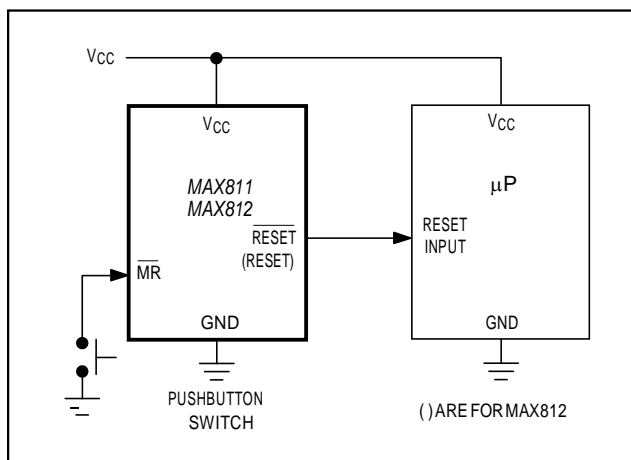 VCC
VCC
MAX811
MAX812
RESET
(RESET)
MR
GND
PUSHBUTTON
SWITCH
VCC
μP
RESET
INPUT
GND
( ) ARE FOR MAX812